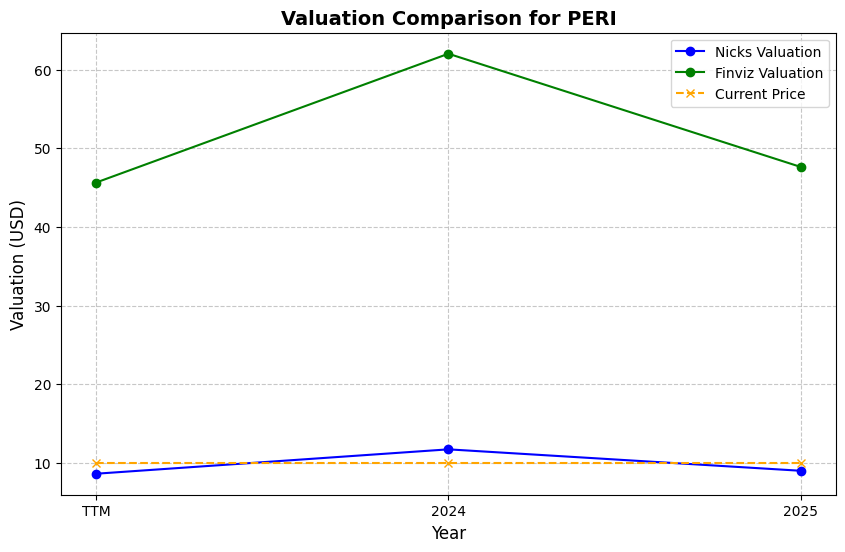 Valuation Comparison for PERI
Nicks Valuation
Finviz Valuation
Current Price
Valuation (USD)
60
50
40
30
20
10
TTM
2024
2025
Year